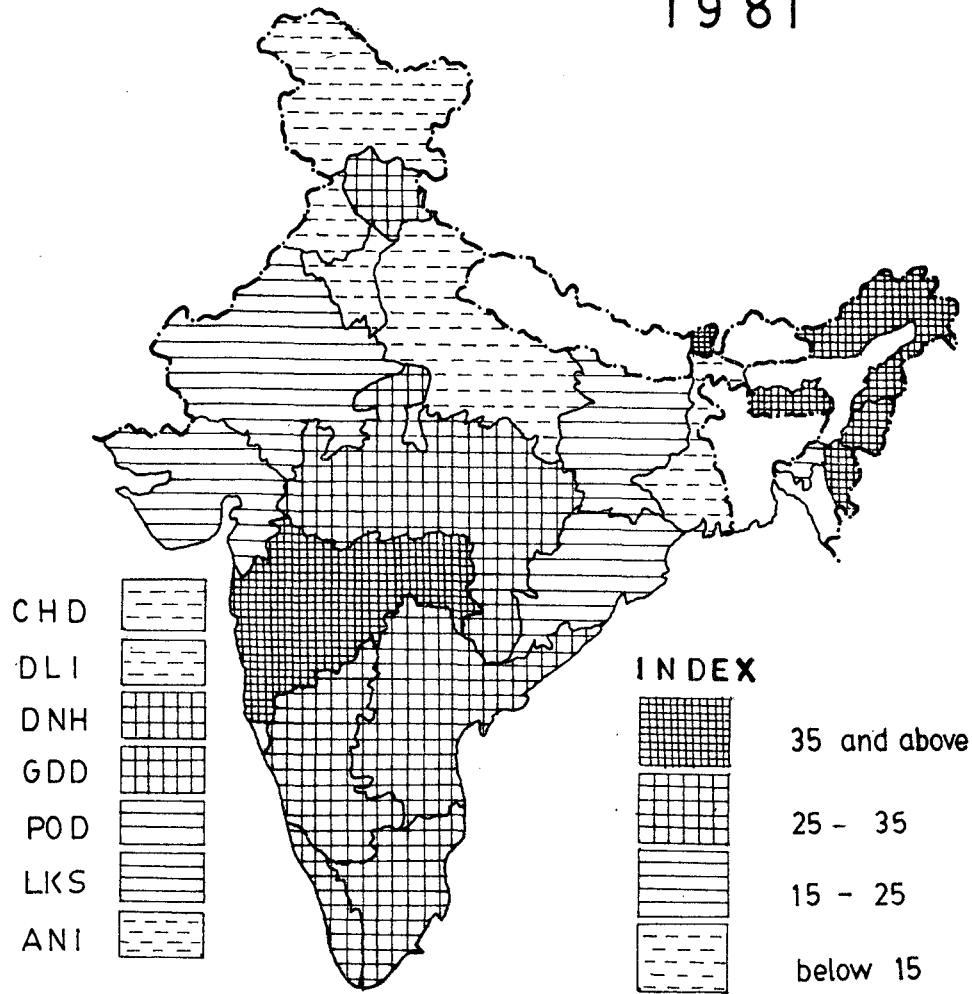 1981
CHD
DLI
DNH
GDD
POD
LKS
ANI
INDEX
35 and above
25 - 35
15 - 25
below 15